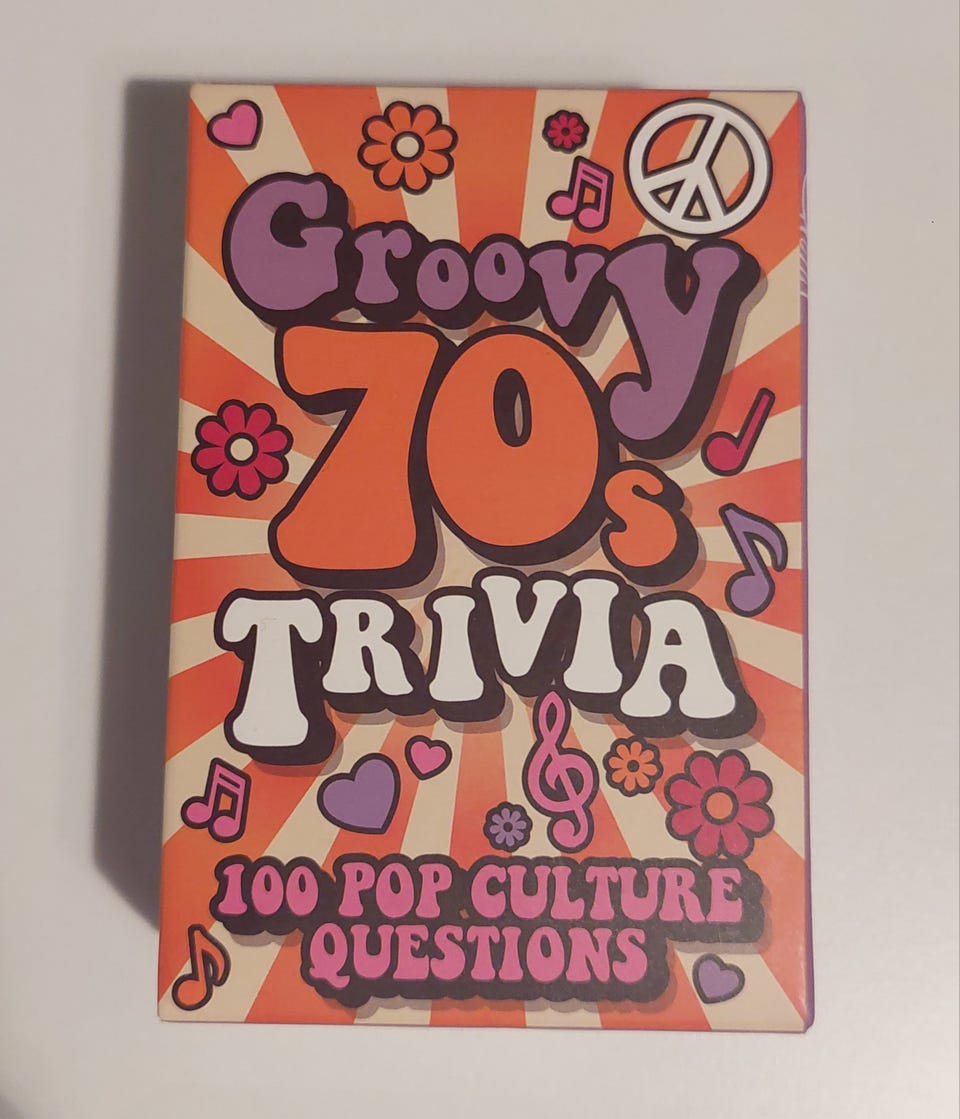 Groovy
70s
TRIVIA
100 POP CULTURE
QUESTIONS